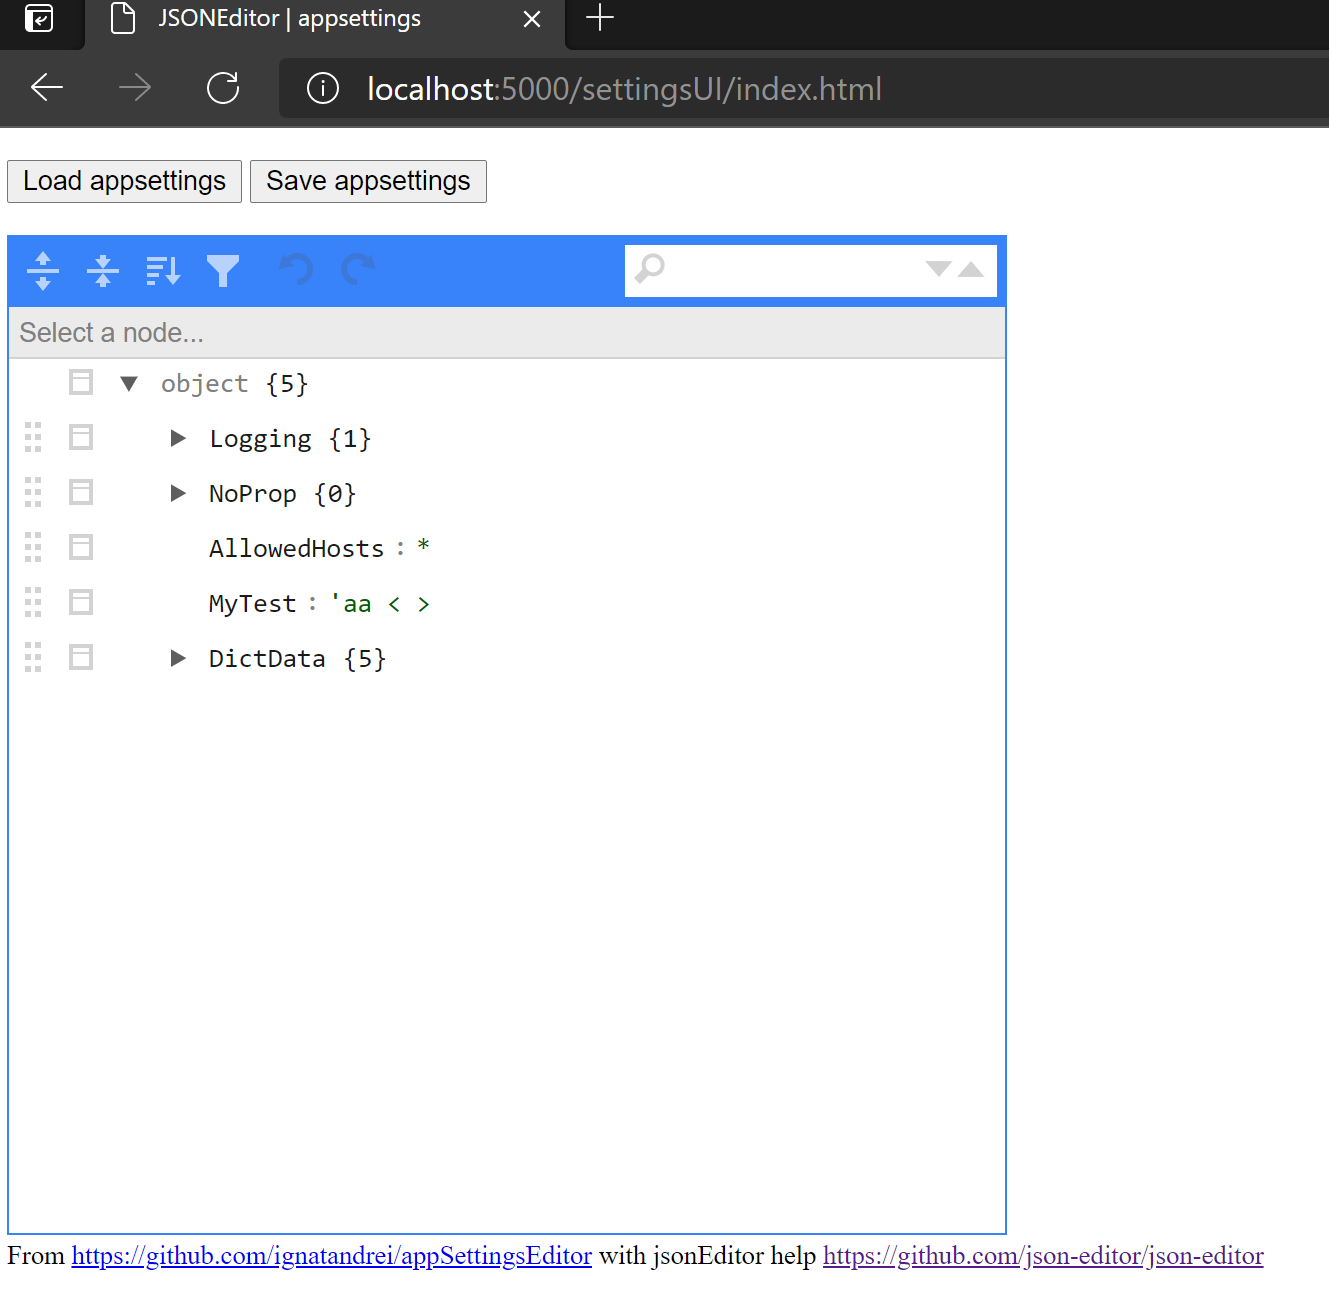 JSONEditor | appsettings
localhost:5000/settingsUI/index.html
Load appsettings Save appsettings
Select a node...
object {5}
Logging {1}
NoProp {0}
AllowedHosts : *
MyTest : 'aa < >
DictData {5}
From https://github.com/ignatandrei/appSettingsEditor with jsonEditor help https://github.com/json-editor/json-editor